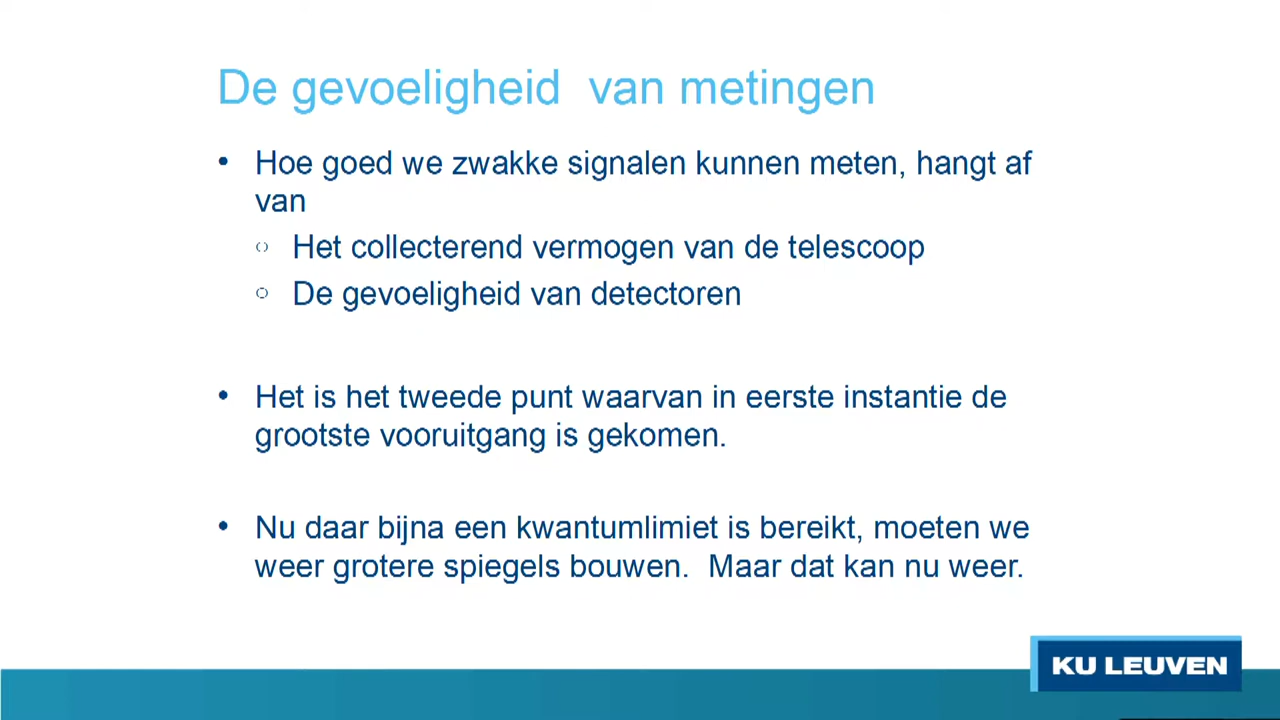 De gevoeligheid van metingen
• Hoe goed we zwakke signalen kunnen meten, hangt af
van
○ Het collecterend vermogen van de telescoop
○ De gevoeligheid van detectoren
• Het is het tweede punt waarvan in eerste instantie de
grootste vooruitgang is gekomen.
• Nu daar bijna een kwantumlimiet is bereikt, moeten we
weer grotere spiegels bouwen. Maar dat kan nu weer.
KU LEUVEN